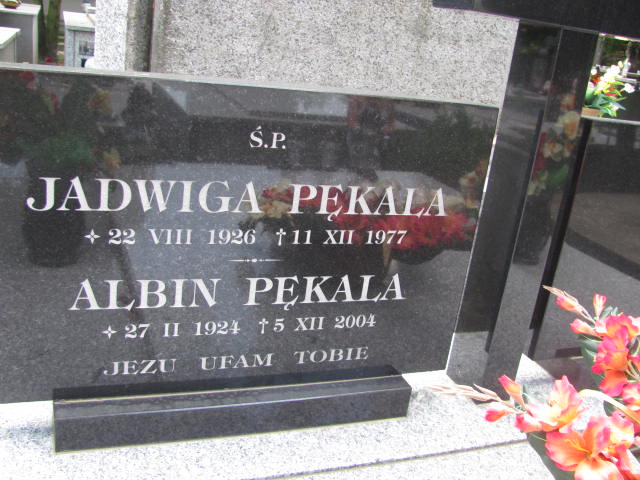 Ś.P.
JADWIGA PĘKALA
✧ 22 VIII 1926 † 11 XII 1977
ALBIN PĘKALA
✧ 27 II 1924 † 5 XII 2004
JEZU UFAM TOBIE